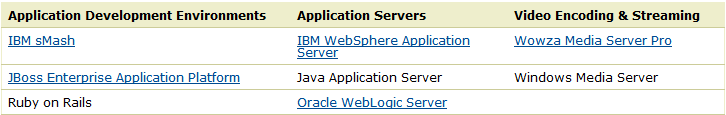 Application Development Environments Application Servers Video Encoding & Streaming
IBM sMash IBM WebSphere Application Server Wowza Media Server Pro
JBoss Enterprise Application Platform Java Application Server Windows Media Server
Ruby on Rails Oracle WebLogic Server